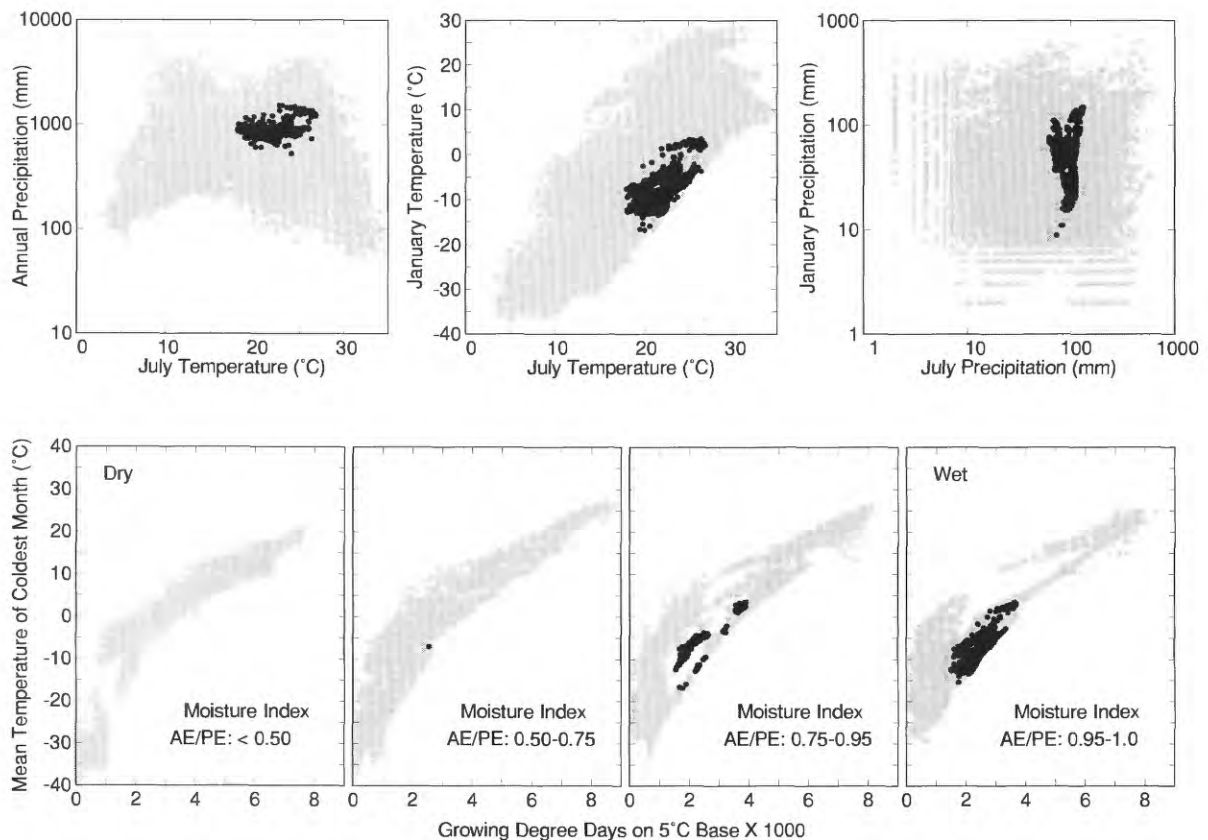 10000
1000
100
10
Annual Precipitation (mm)
0 10 20 30
July Temperature (°C)
30
20
10
0
-10
-20
-30
-40
January Temperature (°C)
0 10 20 30
July Temperature (°C)
1000
100
10
1
January Precipitation (mm)
1 10 100 1000
July Precipitation (mm)
Mean Temperature of Coldest Month (°C)
40
30
20
10
0
-10
-20
-30
-40
Dry
Moisture Index
AE/PE: < 0.50
0 2 4 6 8
Moisture Index
AE/PE: 0.50-0.75
0 2 4 6 8
Moisture Index
AE/PE: 0.75-0.95
0 2 4 6 8
Wet
Moisture Index
AE/PE: 0.95-1.0
0 2 4 6 8
Growing Degree Days on 5°C Base X 1000